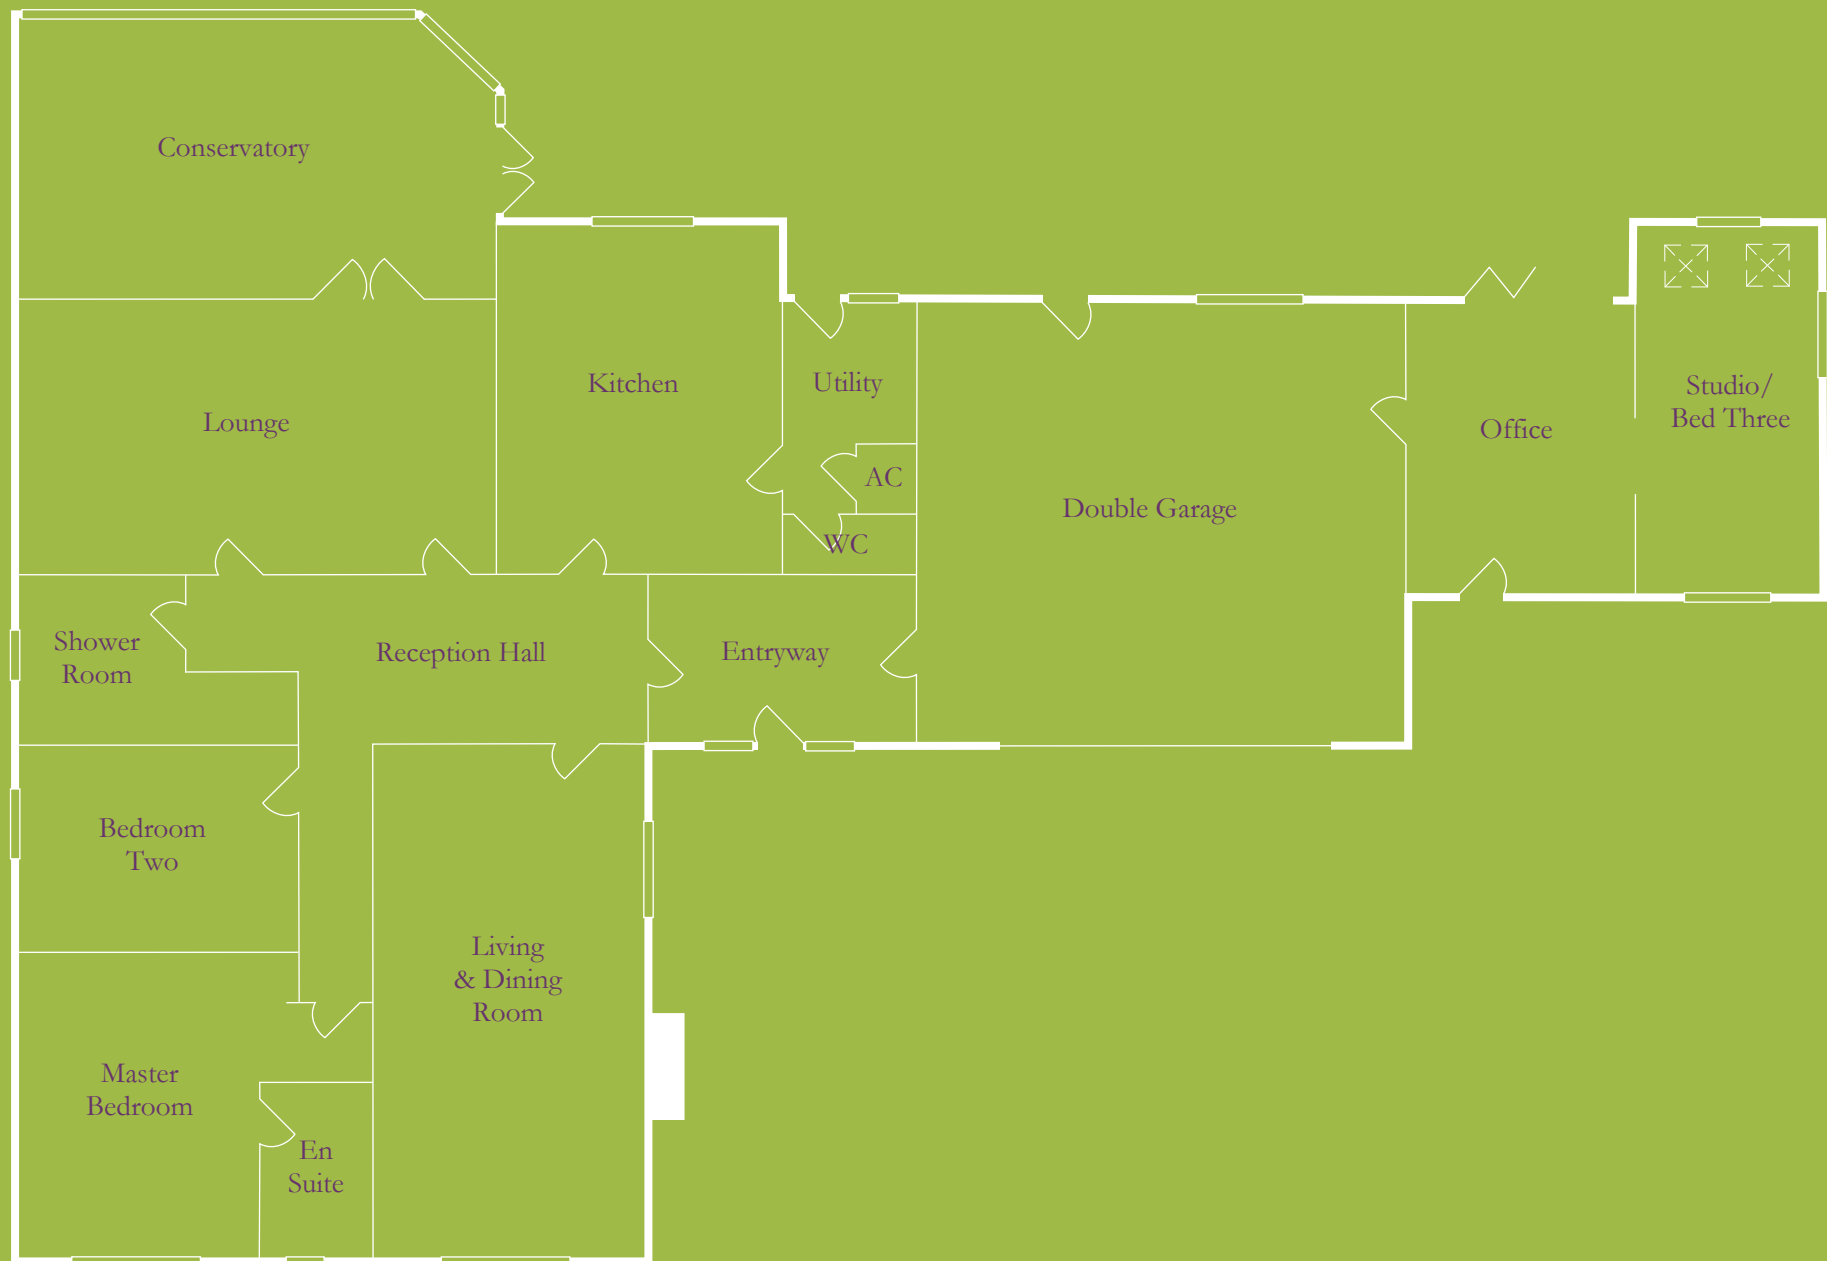 Conservatory
Kitchen
Utility
Studio/
Bed Three
Lounge
Office
AC
Double Garage
WC
Shower
Room
Reception Hall
Entryway
Bedroom
Two
Living
& Dining
Room
Master
Bedroom
En
Suite